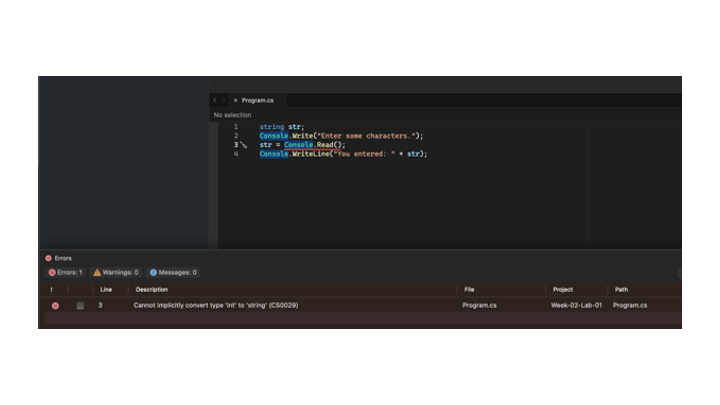 Program.cs
No selection
1 string str;
2 Console.Write("Enter some characters.");
3 str = Console.Read();
4 Console.WriteLine("You entered: " + str);
Errors
Errors: 1 Warnings: 0 Messages: 0
! Line Description File Project Path
3 Cannot implicitly convert type 'int' to 'string' (CS0029) Program.cs Week-02-Lab-01 Program.cs